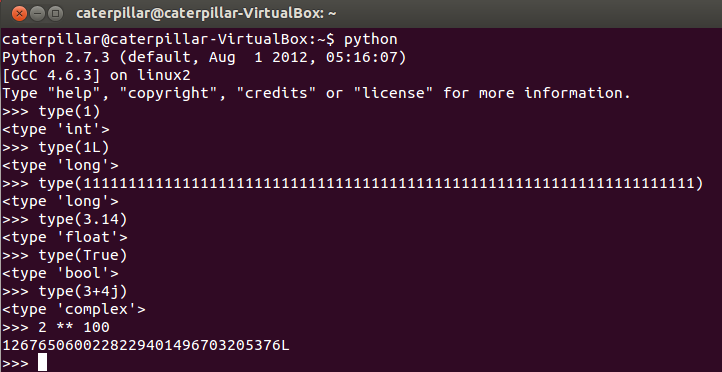 caterpillar@caterpillar-VirtualBox: ~
caterpillar@caterpillar-VirtualBox:~$ python
Python 2.7.3 (default, Aug  1 2012, 05:16:07)
[GCC 4.6.3] on linux2
Type "help", "copyright", "credits" or "license" for more information.
>>> type(1)
<type 'int'>
>>> type(1L)
<type 'long'>
>>> type(11111111111111111111111111111111111111111111111111111111111111111111)
<type 'long'>
>>> type(3.14)
<type 'float'>
>>> type(True)
<type 'bool'>
>>> type(3+4j)
<type 'complex'>
>>> 2 ** 100
1267650600228229401496703205376L
>>>